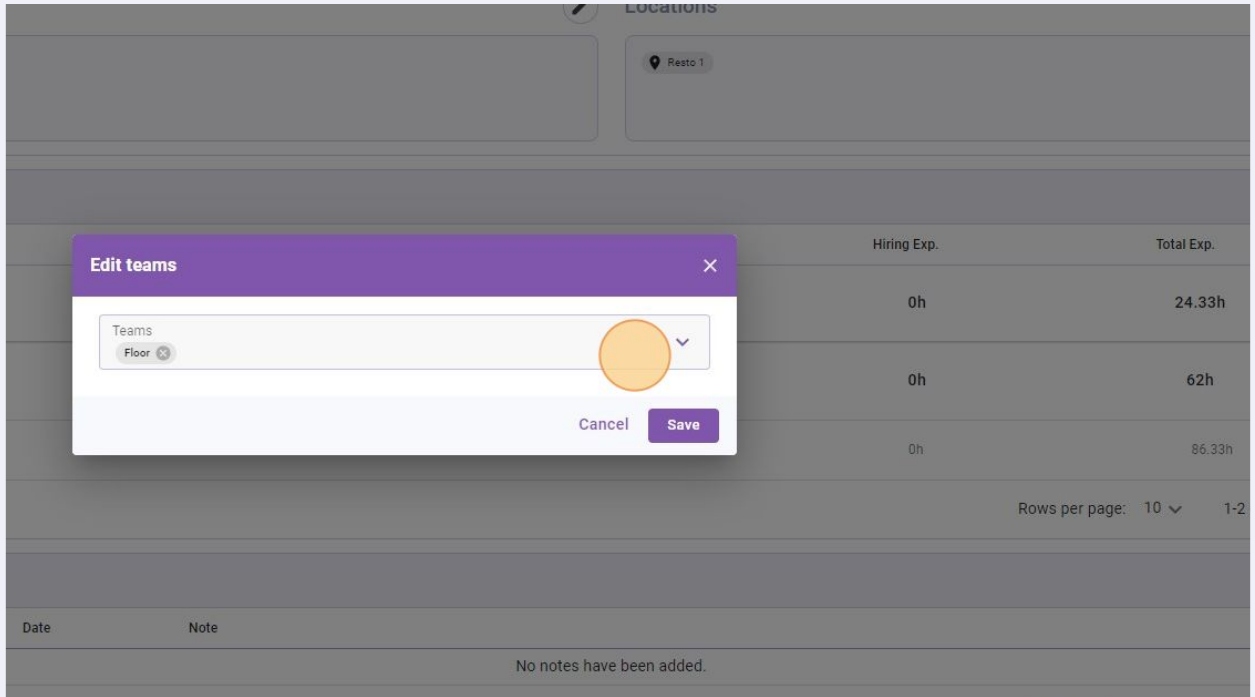 Locations
Resto 1
Hiring Exp. Total Exp.
Edit teams
0h 24.33h
Teams
Floor
0h 62h
Cancel Save
0h 86.33h
Rows per page: 10 1-2
Date Note
No notes have been added.